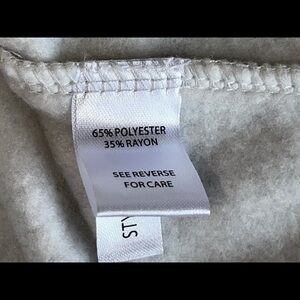 65% POLYESTER
35% RAYON
SEE REVERSE
FOR CARE